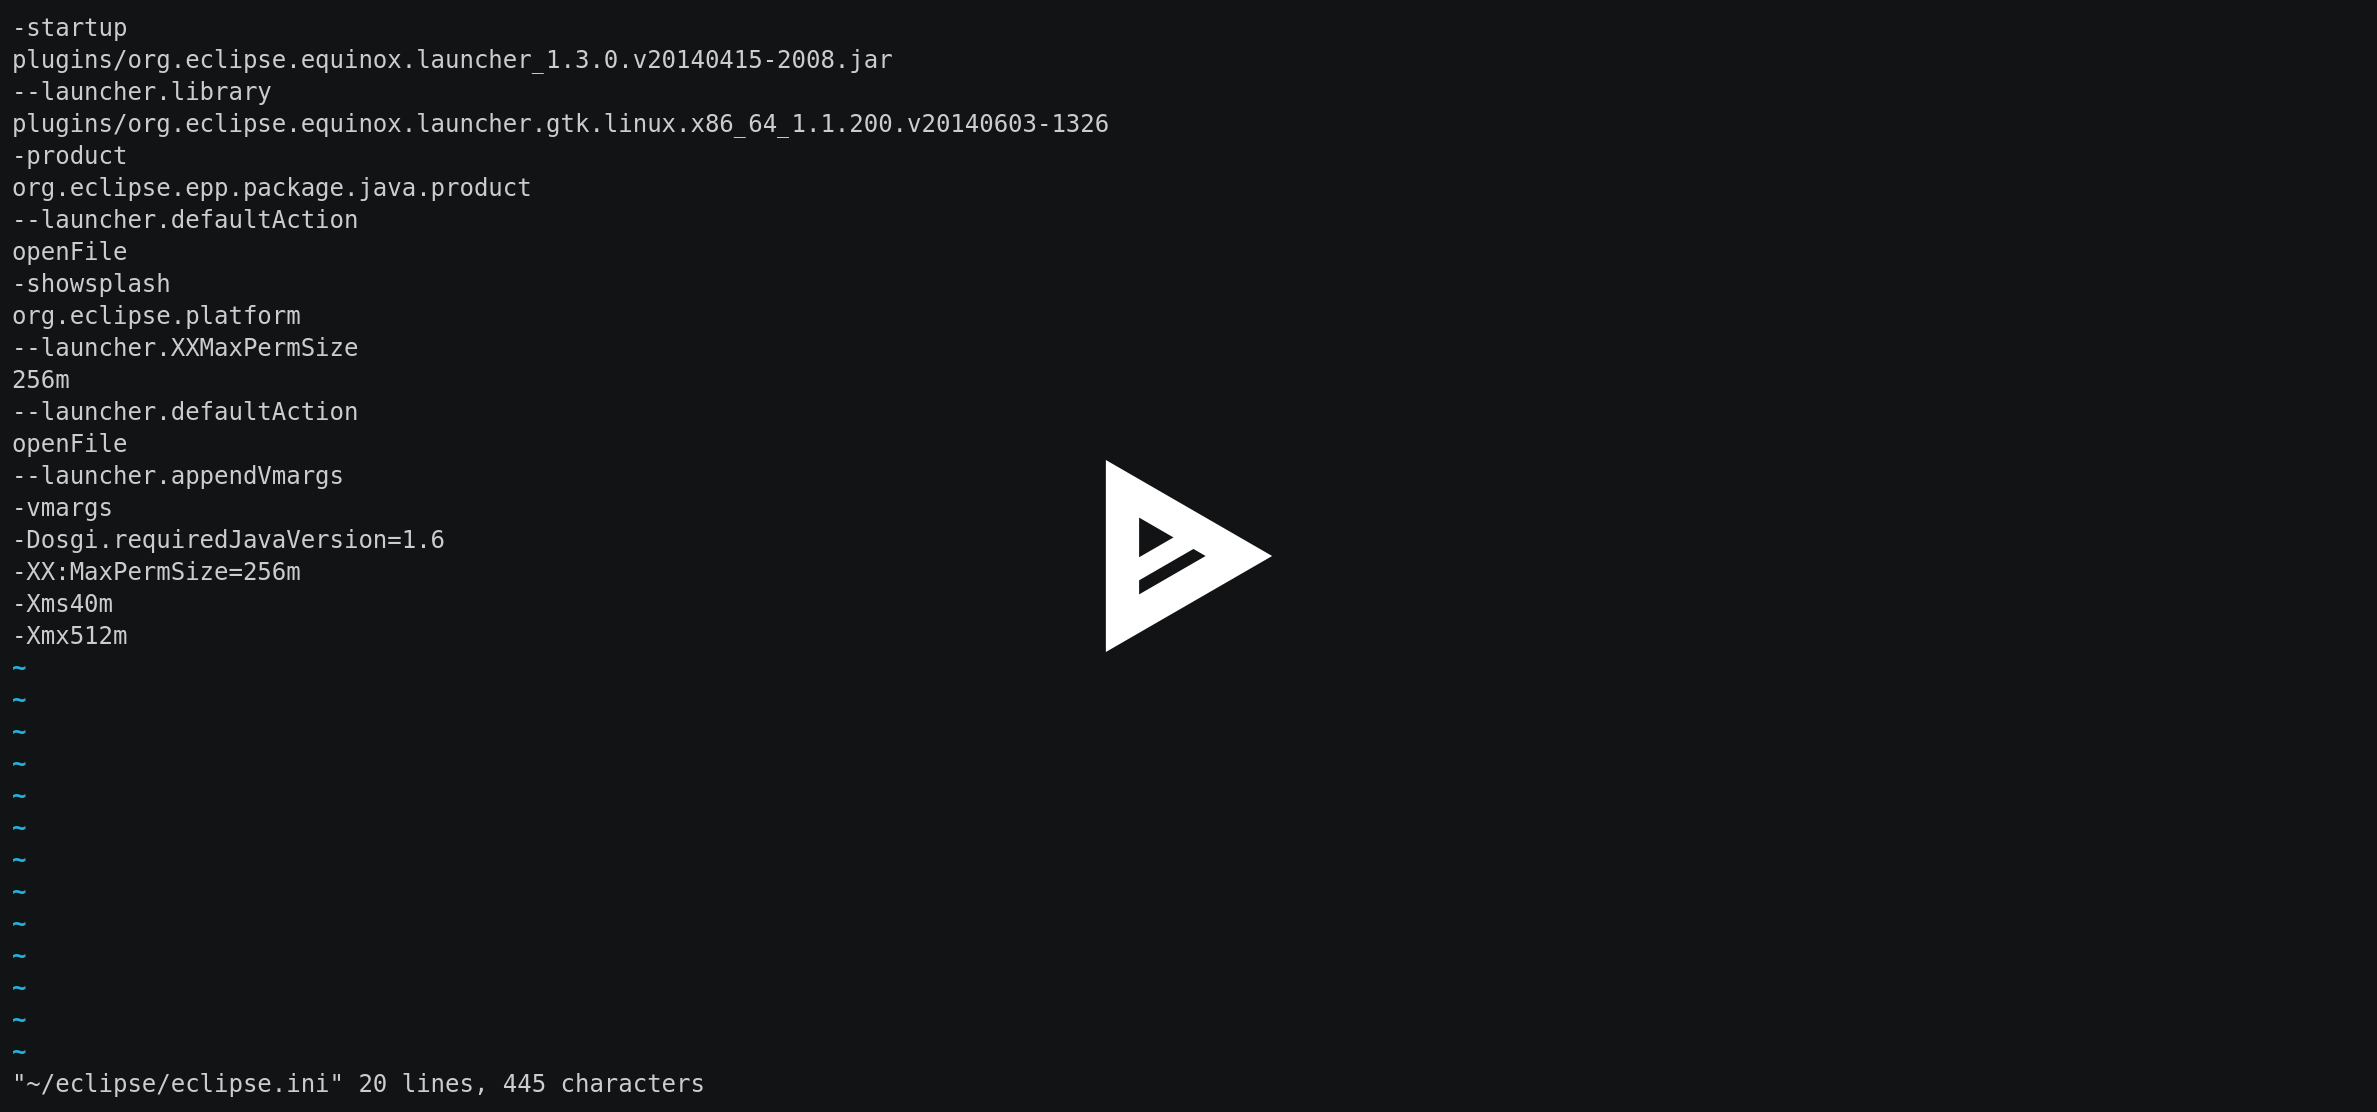 -startup
plugins/org.eclipse.equinox.launcher_1.3.0.v20140415-2008.jar
--launcher.library
plugins/org.eclipse.equinox.launcher.gtk.linux.x86_64_1.1.200.v20140603-1326
-product
org.eclipse.epp.package.java.product
--launcher.defaultAction
openFile
-showsplash
org.eclipse.platform
--launcher.XXMaxPermSize
256m
--launcher.defaultAction
openFile
--launcher.appendVmargs
-vmargs
-Dosgi.requiredJavaVersion=1.6
-XX:MaxPermSize=256m
-Xms40m
-Xmx512m
~
~
~
~
~
~
~
~
~
~
~
~
~
"~/eclipse/eclipse.ini" 20 lines, 445 characters